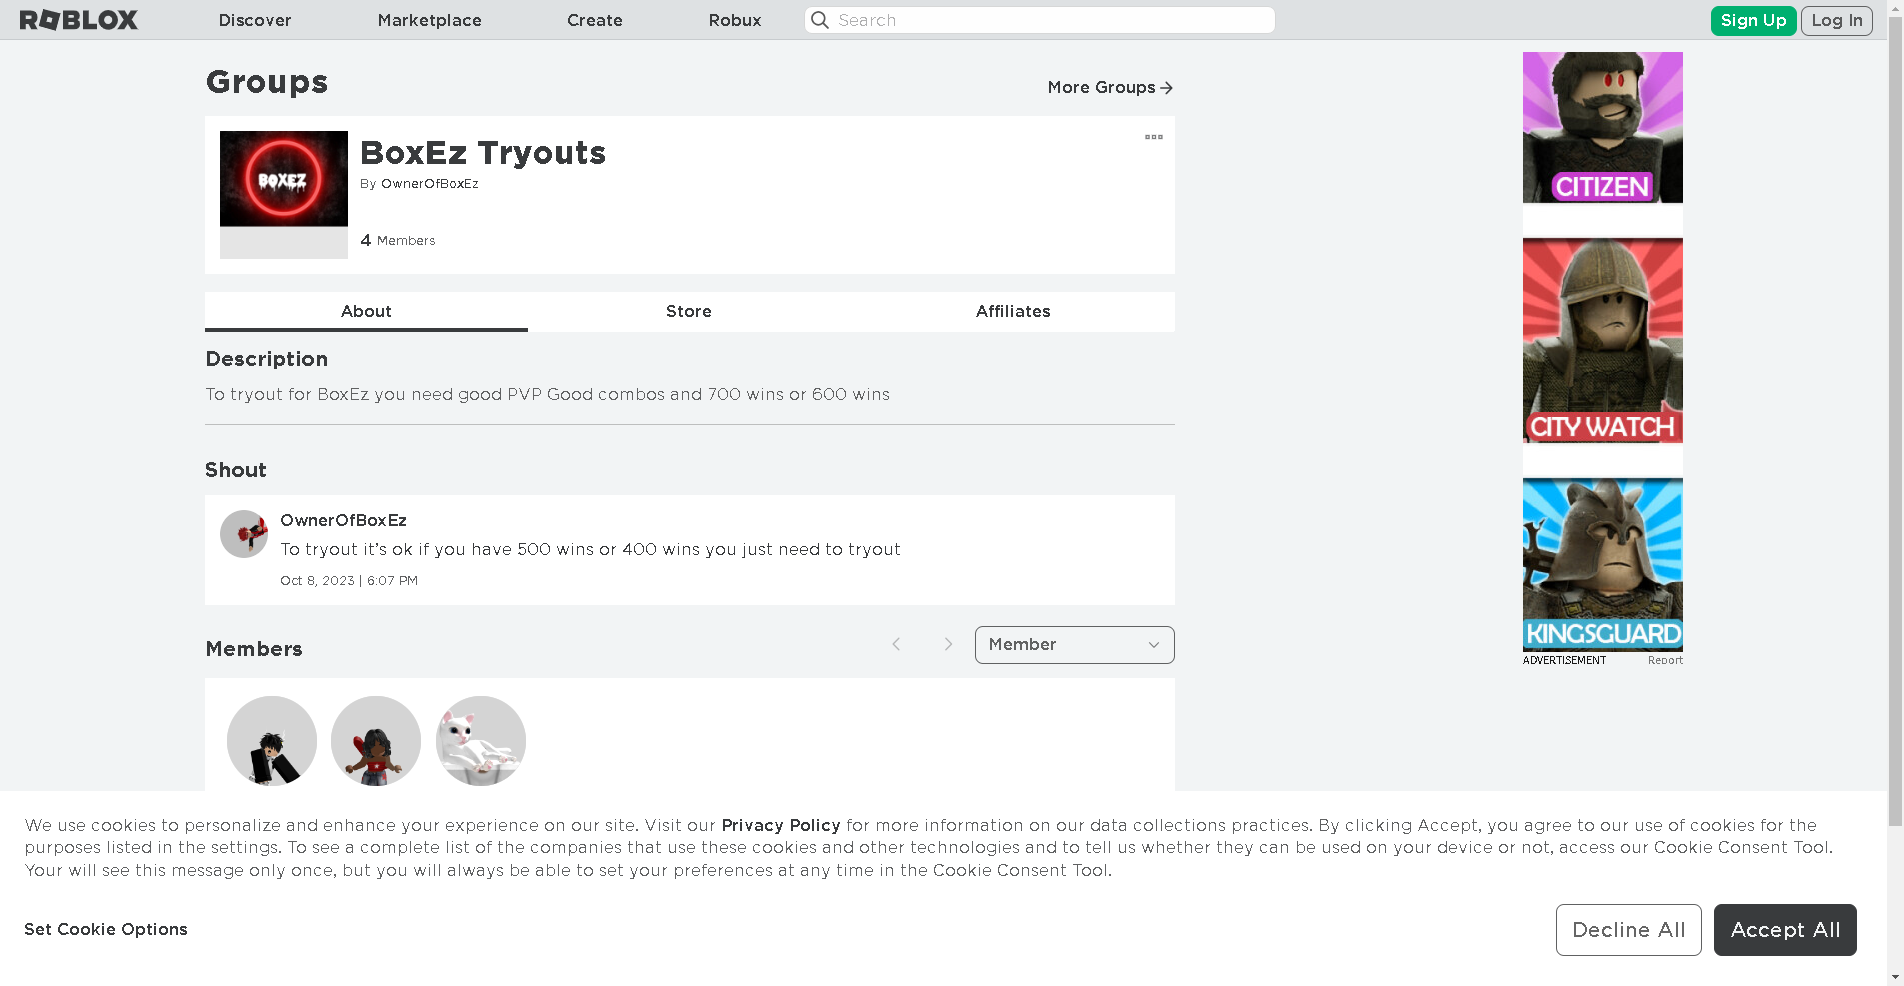 ROBLOX
Discover
Marketplace
Create
Robux
Search
Sign Up
Log In
Groups
More Groups
BOXEZ
BoxEz Tryouts
By OwnerOfBoxEz
4 Members
About
Store
Affiliates
Description
To tryout for BoxEz you need good PVP Good combos and 700 wins or 600 wins
Shout
OwnerOfBoxEz
To tryout it’s ok if you have 500 wins or 400 wins you just need to tryout
Oct 8, 2023 | 6:07 PM
Members
Member
CITIZEN
CITY WATCH
KINGSGUARD
ADVERTISEMENT
Report
We use cookies to personalize and enhance your experience on our site. Visit our Privacy Policy for more information on our data collections practices. By clicking Accept, you agree to our use of cookies for the
purposes listed in the settings. To see a complete list of the companies that use these cookies and other technologies and to tell us whether they can be used on your device or not, access our Cookie Consent Tool.
Your will see this message only once, but you will always be able to set your preferences at any time in the Cookie Consent Tool.
Set Cookie Options
Decline All
Accept All